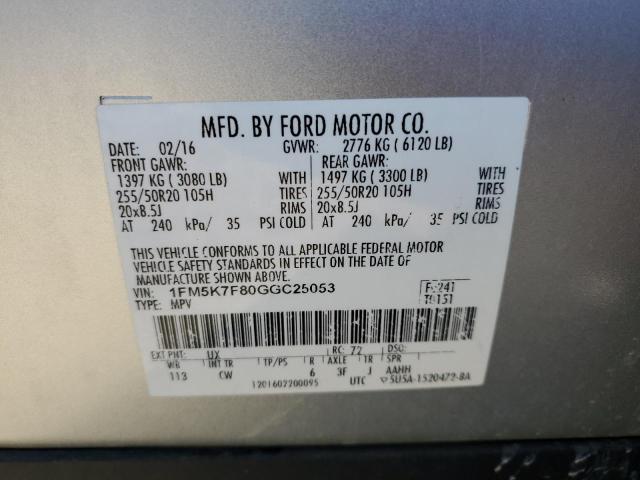 MFD. BY FORD MOTOR CO.
DATE: 02/16 GVWR: 2776 KG ( 6120 LB)
FRONT GAWR: REAR GAWR:
1397 KG ( 3080 LB) WITH 1497 KG ( 3300 LB) WITH
255/50R20 105H TIRES 255/50R20 105H TIRES
20x8.5J RIMS 20x8.5J RIMS
AT 240 kPa/ 35 PSI COLD AT 240 kPa/ 35 PSI COLD
THIS VEHICLE CONFORMS TO ALL APPLICABLE FEDERAL MOTOR
VEHICLE SAFETY STANDARDS IN EFFECT ON THE DATE OF
MANUFACTURE SHOWN ABOVE.
VIN: 1FM5K7F80GGC25053
TYPE: MPV T0151
EXT PNT: UX RC: 72 DSO:
WB INT TR TP/PS R AXLE TR SPR
113 CW 6 3F J AAHH
1201602200095 UTC 5USA-1520472-BA